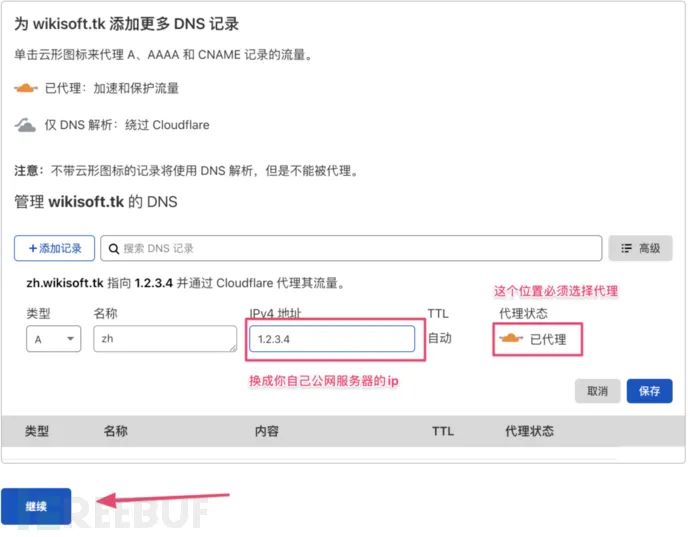 为 wikisoft.tk 添加更多 DNS 记录
单击云形图标来代理 A、AAAA 和 CNAME 记录的流量。
已代理：加速和保护流量
仅 DNS 解析：绕过 Cloudflare
注意：不带云形图标的记录将使用 DNS 解析，但是不能被代理。
管理 wikisoft.tk 的 DNS
+添加记录 搜索 DNS 记录 高级
zh.wikisoft.tk 指向 1.2.3.4 并通过 Cloudflare 代理其流量。
这个位置必须选择代理
类型 名称 IPv4 地址 TTL 代理状态
A zh 1.2.3.4 自动 已代理
换成你自己公网服务器的ip
取消 保存
类型 名称 内容 TTL 代理状态
继续
REEBUF